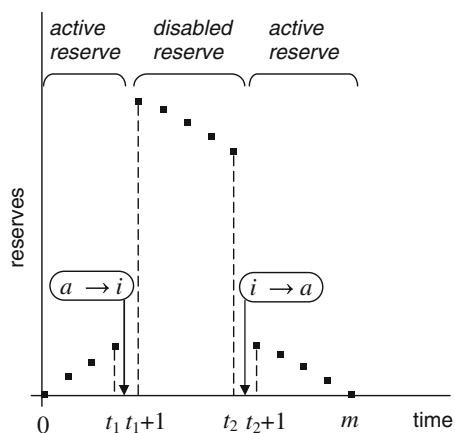 active disabled active
reserve reserve reserve
reserves
a → i i → a
0 t₁ t₁+1 t₂ t₂+1 m time